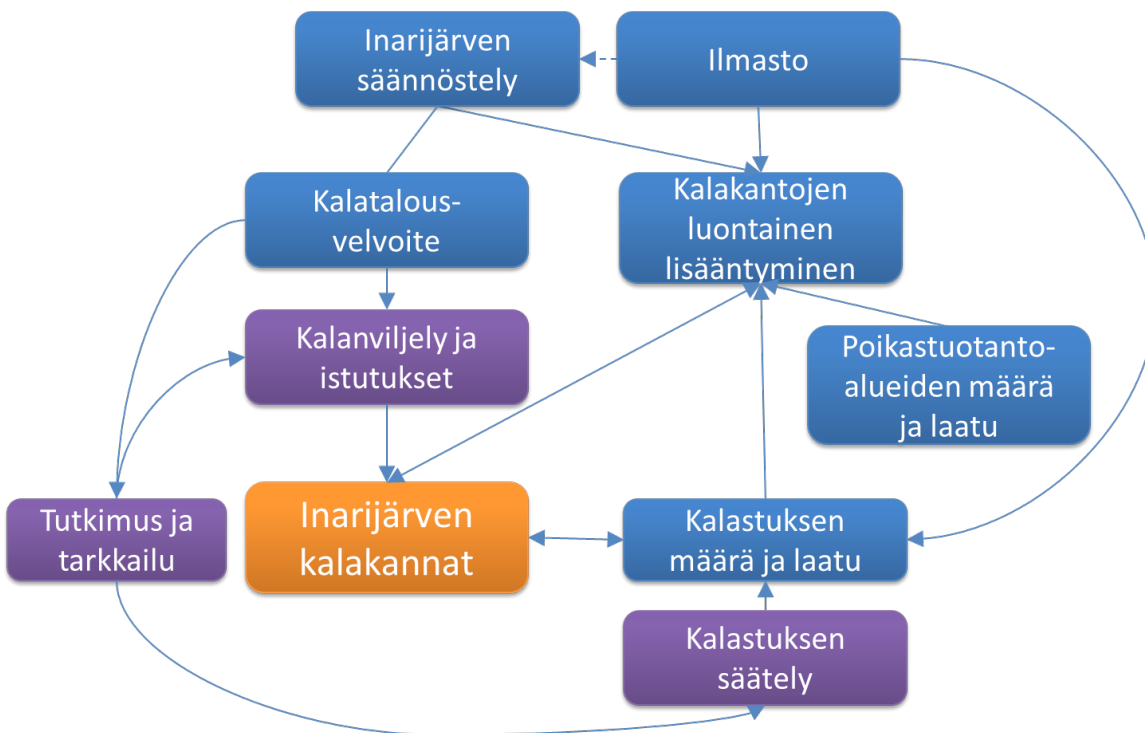 Inarijärven
säännöstely
Ilmasto
Kalatalous-
velvoite
Kalakantojen
luontainen
lisääntyminen
Kalanviljely ja
istutukset
Poikastuotanto-
alueiden määrä
ja laatu
Tutkimus ja
tarkkailu
Inarijärven
kalakannat
Kalastuksen
määrä ja laatu
Kalastuksen
säätely